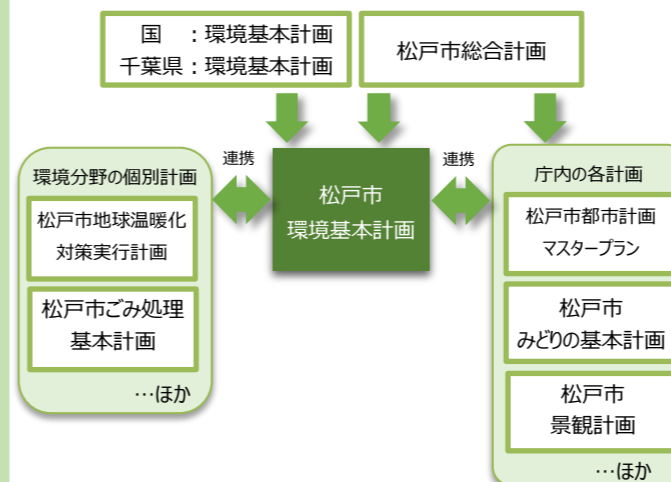 国　：環境基本計画
千葉県：環境基本計画
松戸市総合計画
連携
連携
環境分野の個別計画
松戸市地球温暖化
対策実行計画
松戸市ごみ処理
基本計画
…ほか
松戸市
環境基本計画
庁内の各計画
松戸市都市計画
マスタープラン
松戸市
みどりの基本計画
松戸市
景観計画
…ほか